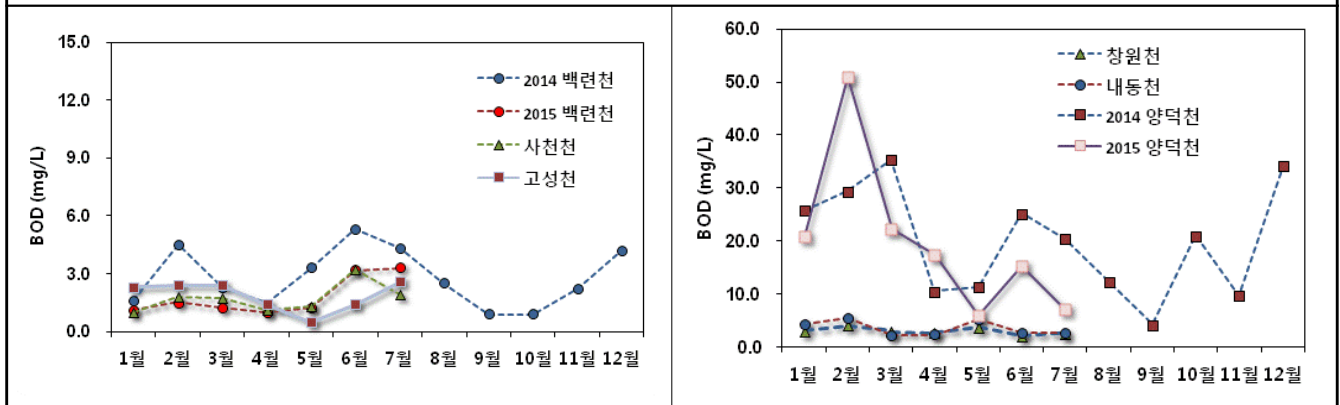 15.0
12.0
9.0
6.0
3.0
0.0
BOD (mg/L)
2014 백련천
2015 백련천
사천천
고성천
1월 2월 3월 4월 5월 6월 7월 8월 9월 10월 11월 12월
60.0
50.0
40.0
30.0
20.0
10.0
0.0
BOD (mg/L)
창원천
내동천
2014 양덕천
2015 양덕천
1월 2월 3월 4월 5월 6월 7월 8월 9월 10월 11월 12월